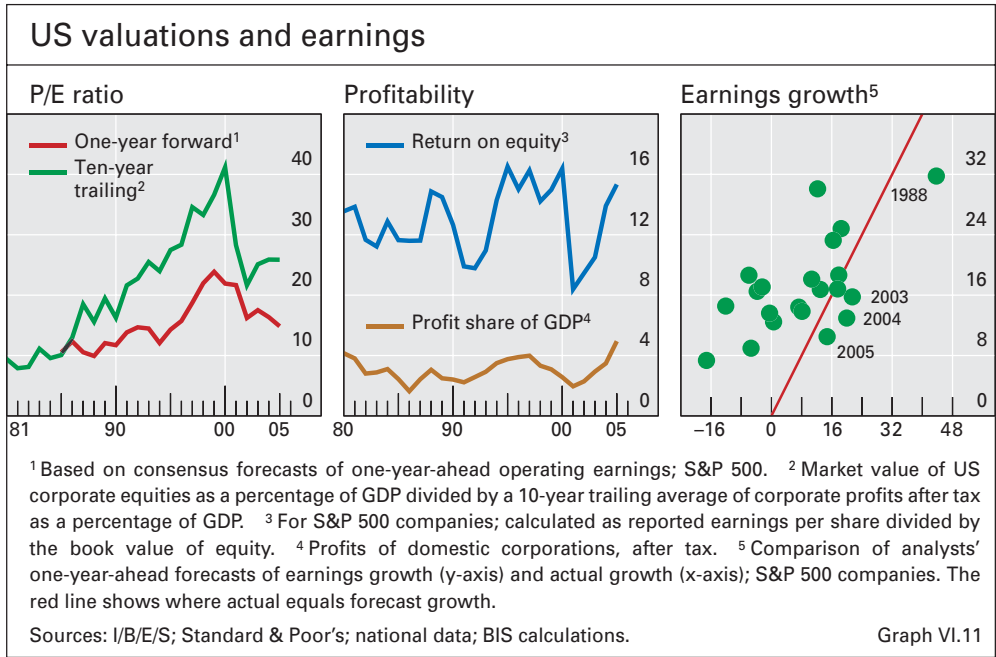 US valuations and earnings
P/E ratio
One-year forward¹
Ten-year
trailing²
40
30
20
10
0
81 90 00 05
Profitability
Return on equity³
Profit share of GDP⁴
16
12
8
4
0
80 90 00 05
Earnings growth⁵
1988
2003
2004
2005
32
24
16
8
0
–16 0 16 32 48
¹ Based on consensus forecasts of one-year-ahead operating earnings; S&P 500. ² Market value of US
corporate equities as a percentage of GDP divided by a 10-year trailing average of corporate profits after tax
as a percentage of GDP. ³ For S&P 500 companies; calculated as reported earnings per share divided by
the book value of equity. ⁴ Profits of domestic corporations, after tax. ⁵ Comparison of analysts’
one-year-ahead forecasts of earnings growth (y-axis) and actual growth (x-axis); S&P 500 companies. The
red line shows where actual equals forecast growth.
Sources: I/B/E/S; Standard & Poor’s; national data; BIS calculations. Graph VI.11